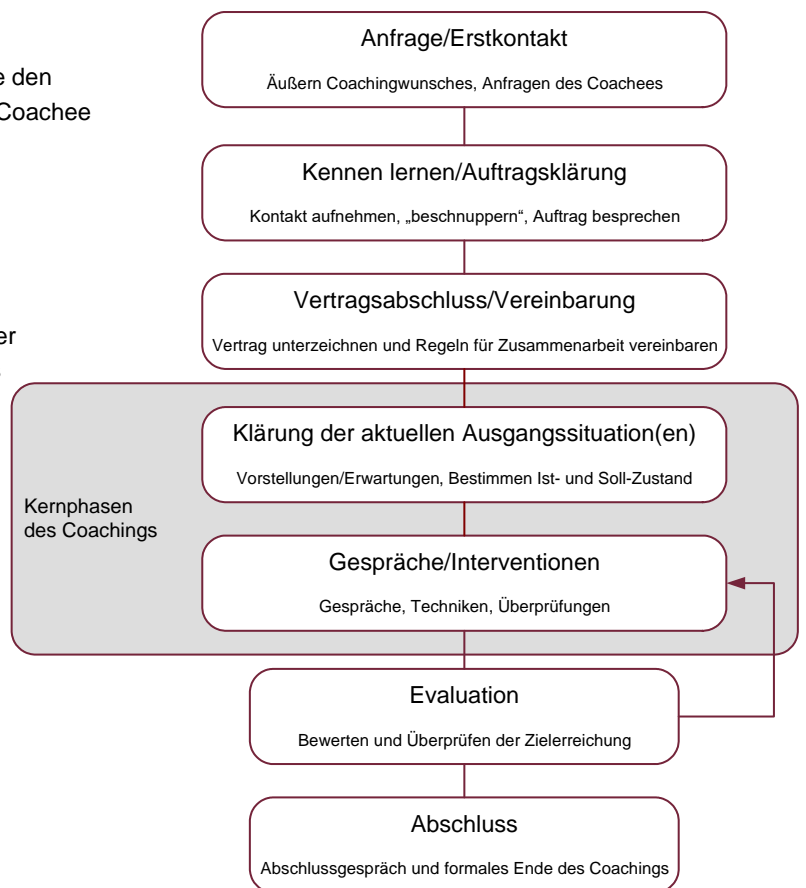 e den
Coachee
er
Anfrage/Erstkontakt
Äußern Coachingwunsches, Anfragen des Coachees
Kennen lernen/Auftragsklärung
Kontakt aufnehmen, „beschnuppern“, Auftrag besprechen
Vertragsabschluss/Vereinbarung
Vertrag unterzeichnen und Regeln für Zusammenarbeit vereinbaren
Kernphasen
des Coachings
Klärung der aktuellen Ausgangssituation(en)
Vorstellungen/Erwartungen, Bestimmen Ist- und Soll-Zustand
Gespräche/Interventionen
Gespräche, Techniken, Überprüfungen
Evaluation
Bewerten und Überprüfen der Zielerreichung
Abschluss
Abschlussgespräch und formales Ende des Coachings